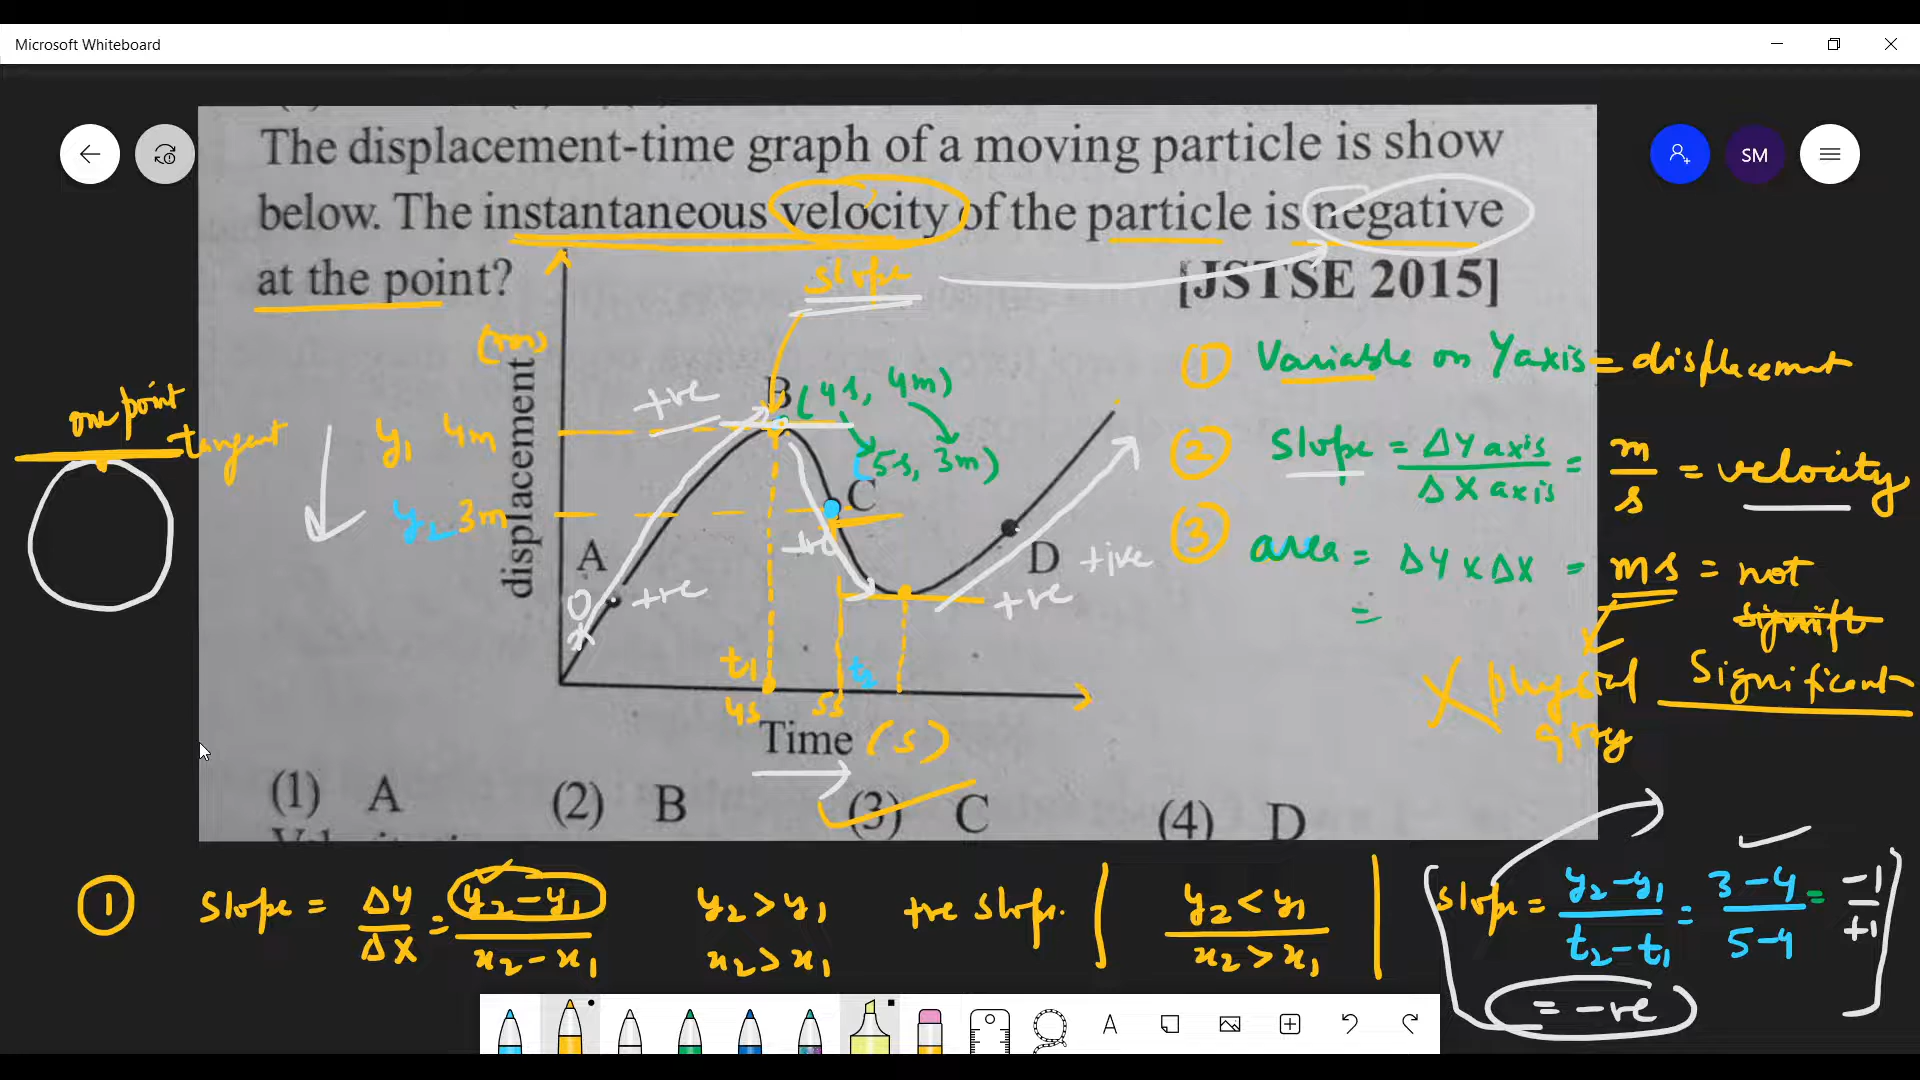 Microsoft Whiteboard
The displacement-time graph of a moving particle is show
below. The instantaneous velocity of the particle is negative
at the point?
[JSTSE 2015]
slope
(m)
displacement
one point
tangent
y1 4m
y2 3m
+ve
B
(4s, 4m)
(5s, 3m)
C
A
O
+ve
D
+ive
+ve
t1
t2
4s
5s
Time (s)
① Variable on Y axis = displacement
② Slope = ΔY axis / ΔX axis = m/s = velocity
③ area = ΔY x ΔX = ms = not
=
signift
X physical
qtty
Significant
(1) A (2) B (3) C (4) D
① Slope = ΔY/ΔX = y2-y1 / x2-x1
y2>y1
x2>x1
+ve slope.
y2<y1
x2>x1
slope = y2-y1 / t2-t1 = 3-4 / 5-4 = -1/+1
= -ve
SM